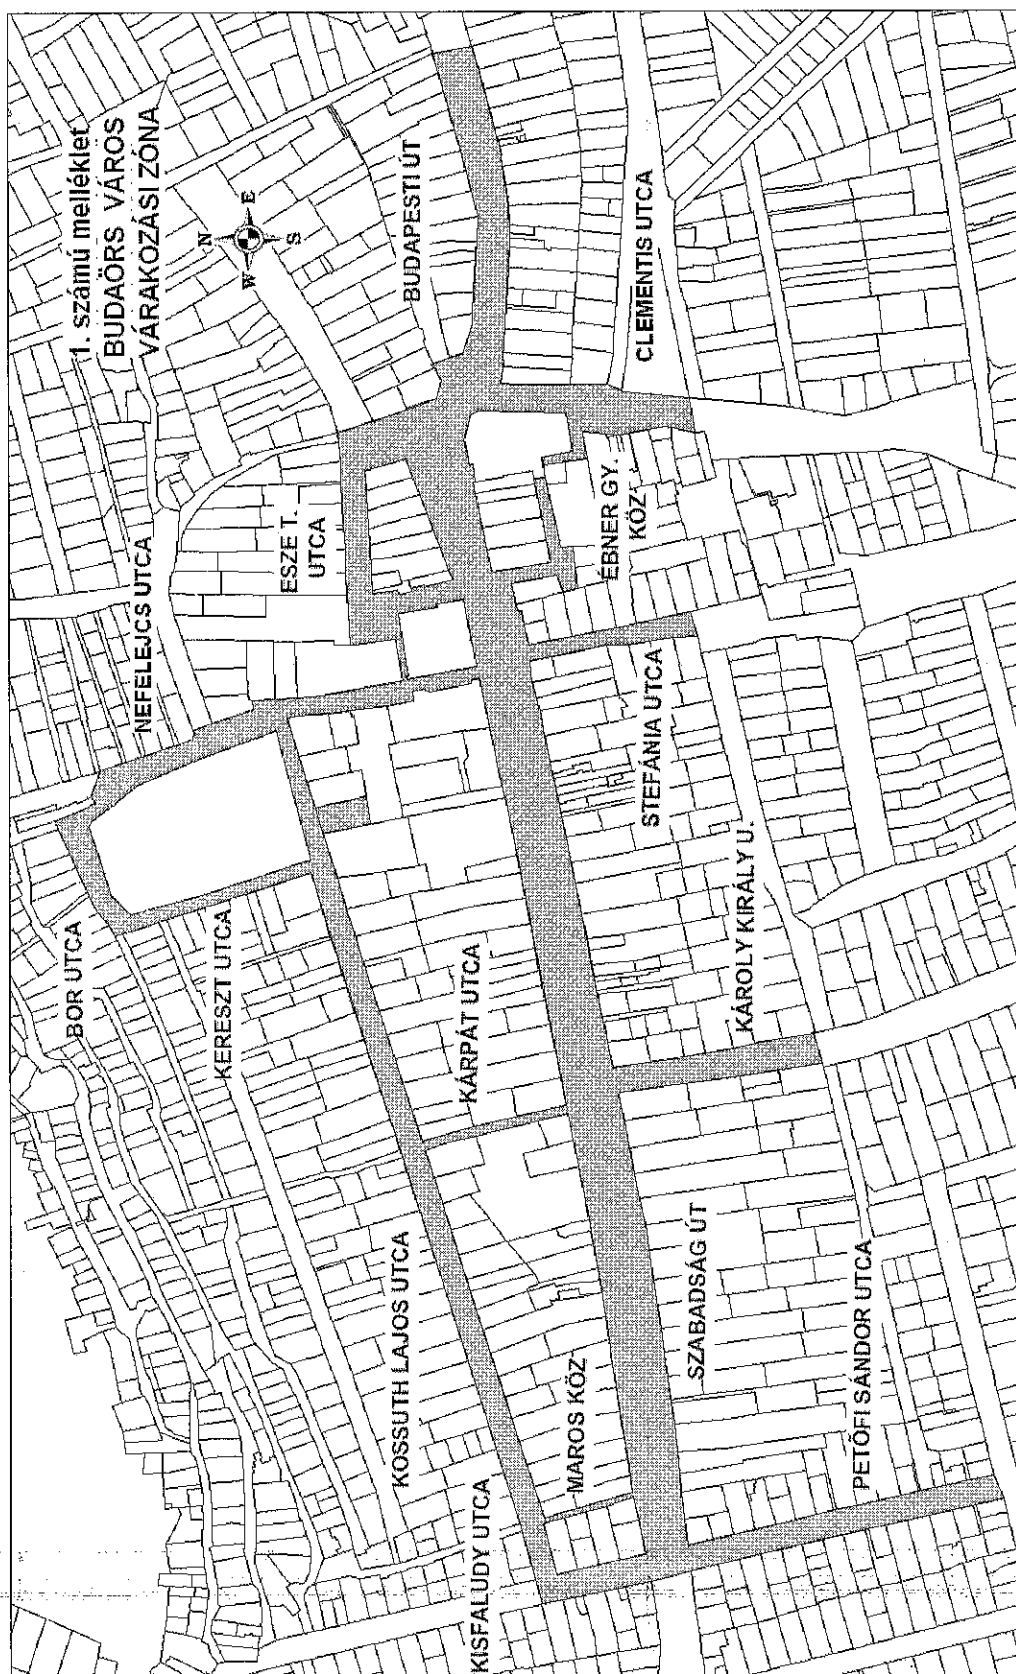 1. számú melléklet
BUDAÖRS VÁROS
VÁRAKOZÁSI ZÓNA
N
E
S
W
BUDAPESTI ÚT
CLEMENTIS UTCA
NEFELEJCS UTCA
ESZE T.
UTCA
ÉBNER GY.
KÖZ
STEFÁNIA UTCA
BOR UTCA
KERESZT UTCA
KÁRPÁT UTCA
KÁROLY KIRÁLY U.
KOSSUTH LAJOS UTCA
SZABADSÁG ÚT
PETŐFI SÁNDOR UTCA
MAROS KÖZ
KISFALUDY UTCA